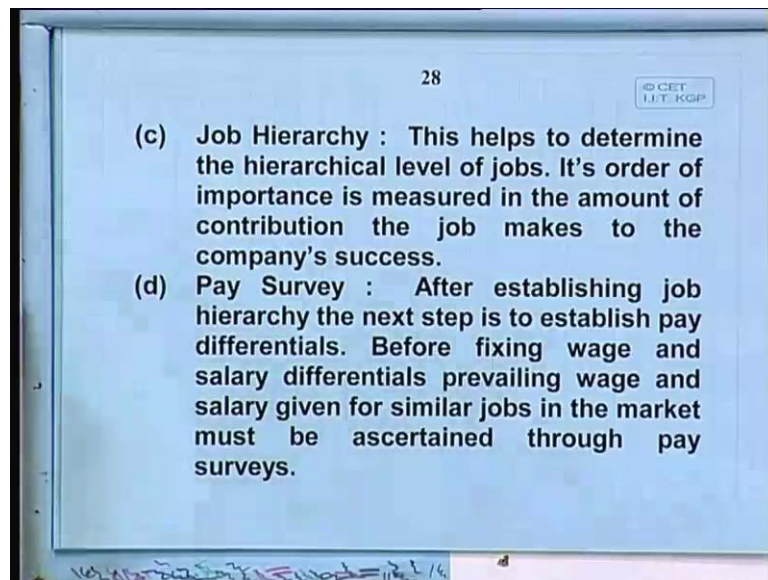 28
© CET
I.I.T. KGP
(c) Job Hierarchy : This helps to determine
the hierarchical level of jobs. It's order of
importance is measured in the amount of
contribution the job makes to the
company's success.
(d) Pay Survey : After establishing job
hierarchy the next step is to establish pay
differentials. Before fixing wage and
salary differentials prevailing wage and
salary given for similar jobs in the market
must be ascertained through pay
surveys.